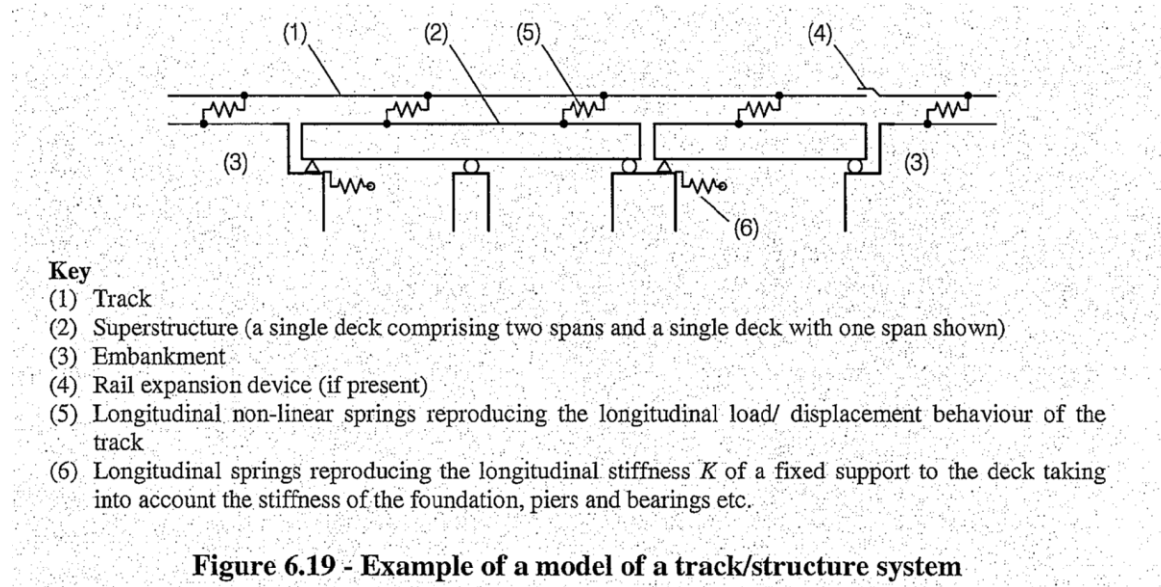 (1) (2) (5) (4)
(3) (3)
(6)
Key
(1) Track
(2) Superstructure (a single deck comprising two spans and a single deck with one span shown)
(3) Embankment
(4) Rail expansion device (if present)
(5) Longitudinal non-linear springs reproducing the longitudinal load/ displacement behaviour of the
track
(6) Longitudinal springs reproducing the longitudinal stiffness K of a fixed support to the deck taking
into account the stiffness of the foundation, piers and bearings etc.
Figure 6.19 - Example of a model of a track/structure system